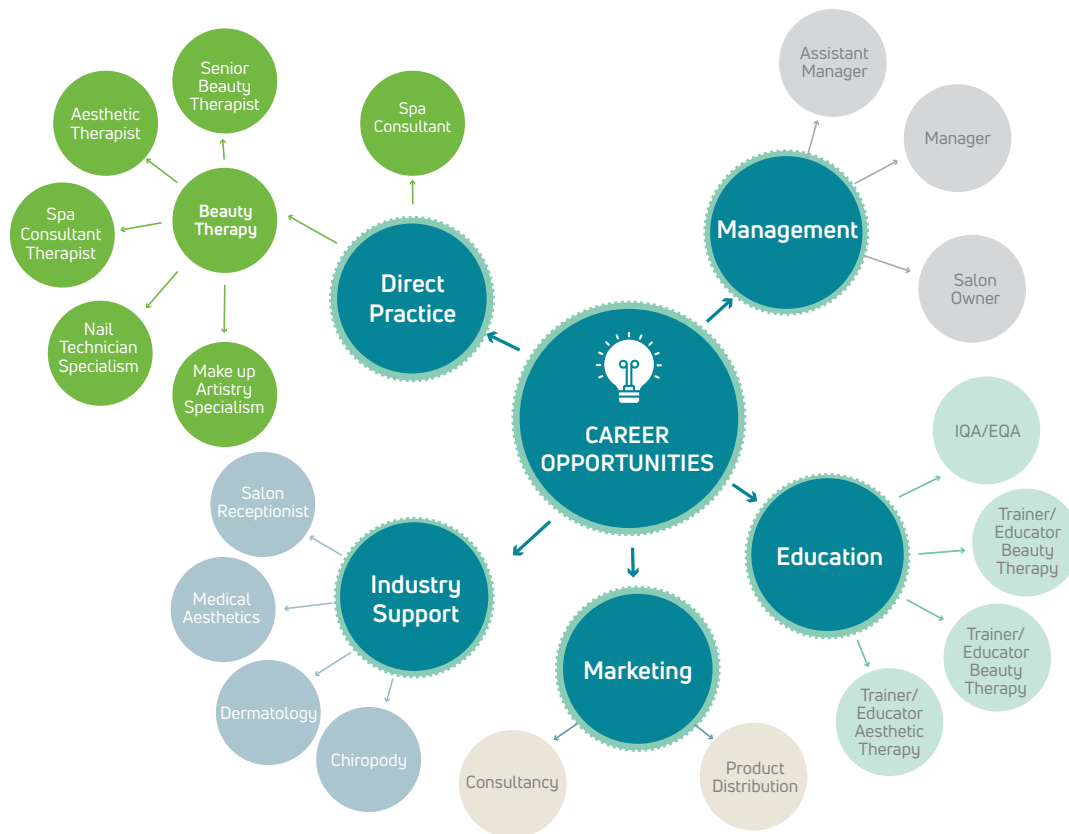 CAREER
OPPORTUNITIES
Direct
Practice
Spa
Consultant
Beauty
Therapy
Senior
Beauty
Therapist
Aesthetic
Therapist
Spa
Consultant
Therapist
Nail
Technician
Specialism
Make up
Artistry
Specialism
Management
Assistant
Manager
Manager
Salon
Owner
Education
IQA/EQA
Trainer/
Educator
Beauty
Therapy
Trainer/
Educator
Beauty
Therapy
Trainer/
Educator
Aesthetic
Therapy
Marketing
Product
Distribution
Consultancy
Industry
Support
Salon
Receptionist
Medical
Aesthetics
Dermatology
Chiropody